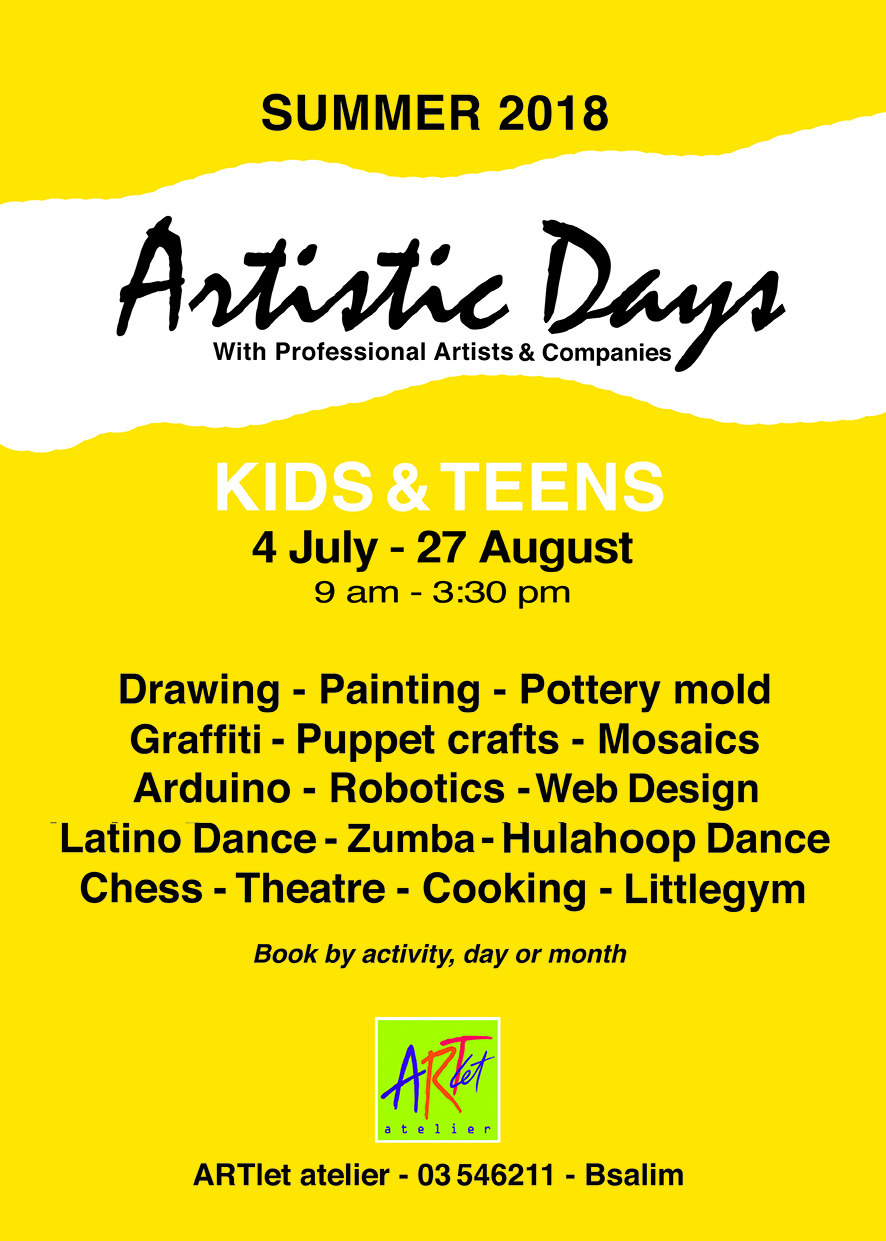 SUMMER 2018
Artistic Days
With Professional Artists & Companies
KIDS & TEENS
4 July - 27 August
9 am - 3:30 pm
Drawing - Painting - Pottery mold
Graffiti - Puppet crafts - Mosaics
Arduino - Robotics - Web Design
Latino Dance - Zumba - Hulahoop Dance
Chess - Theatre - Cooking - Littlegym
Book by activity, day or month
ARTlet
atelier
ARTlet atelier - 03 546211 - Bsalim